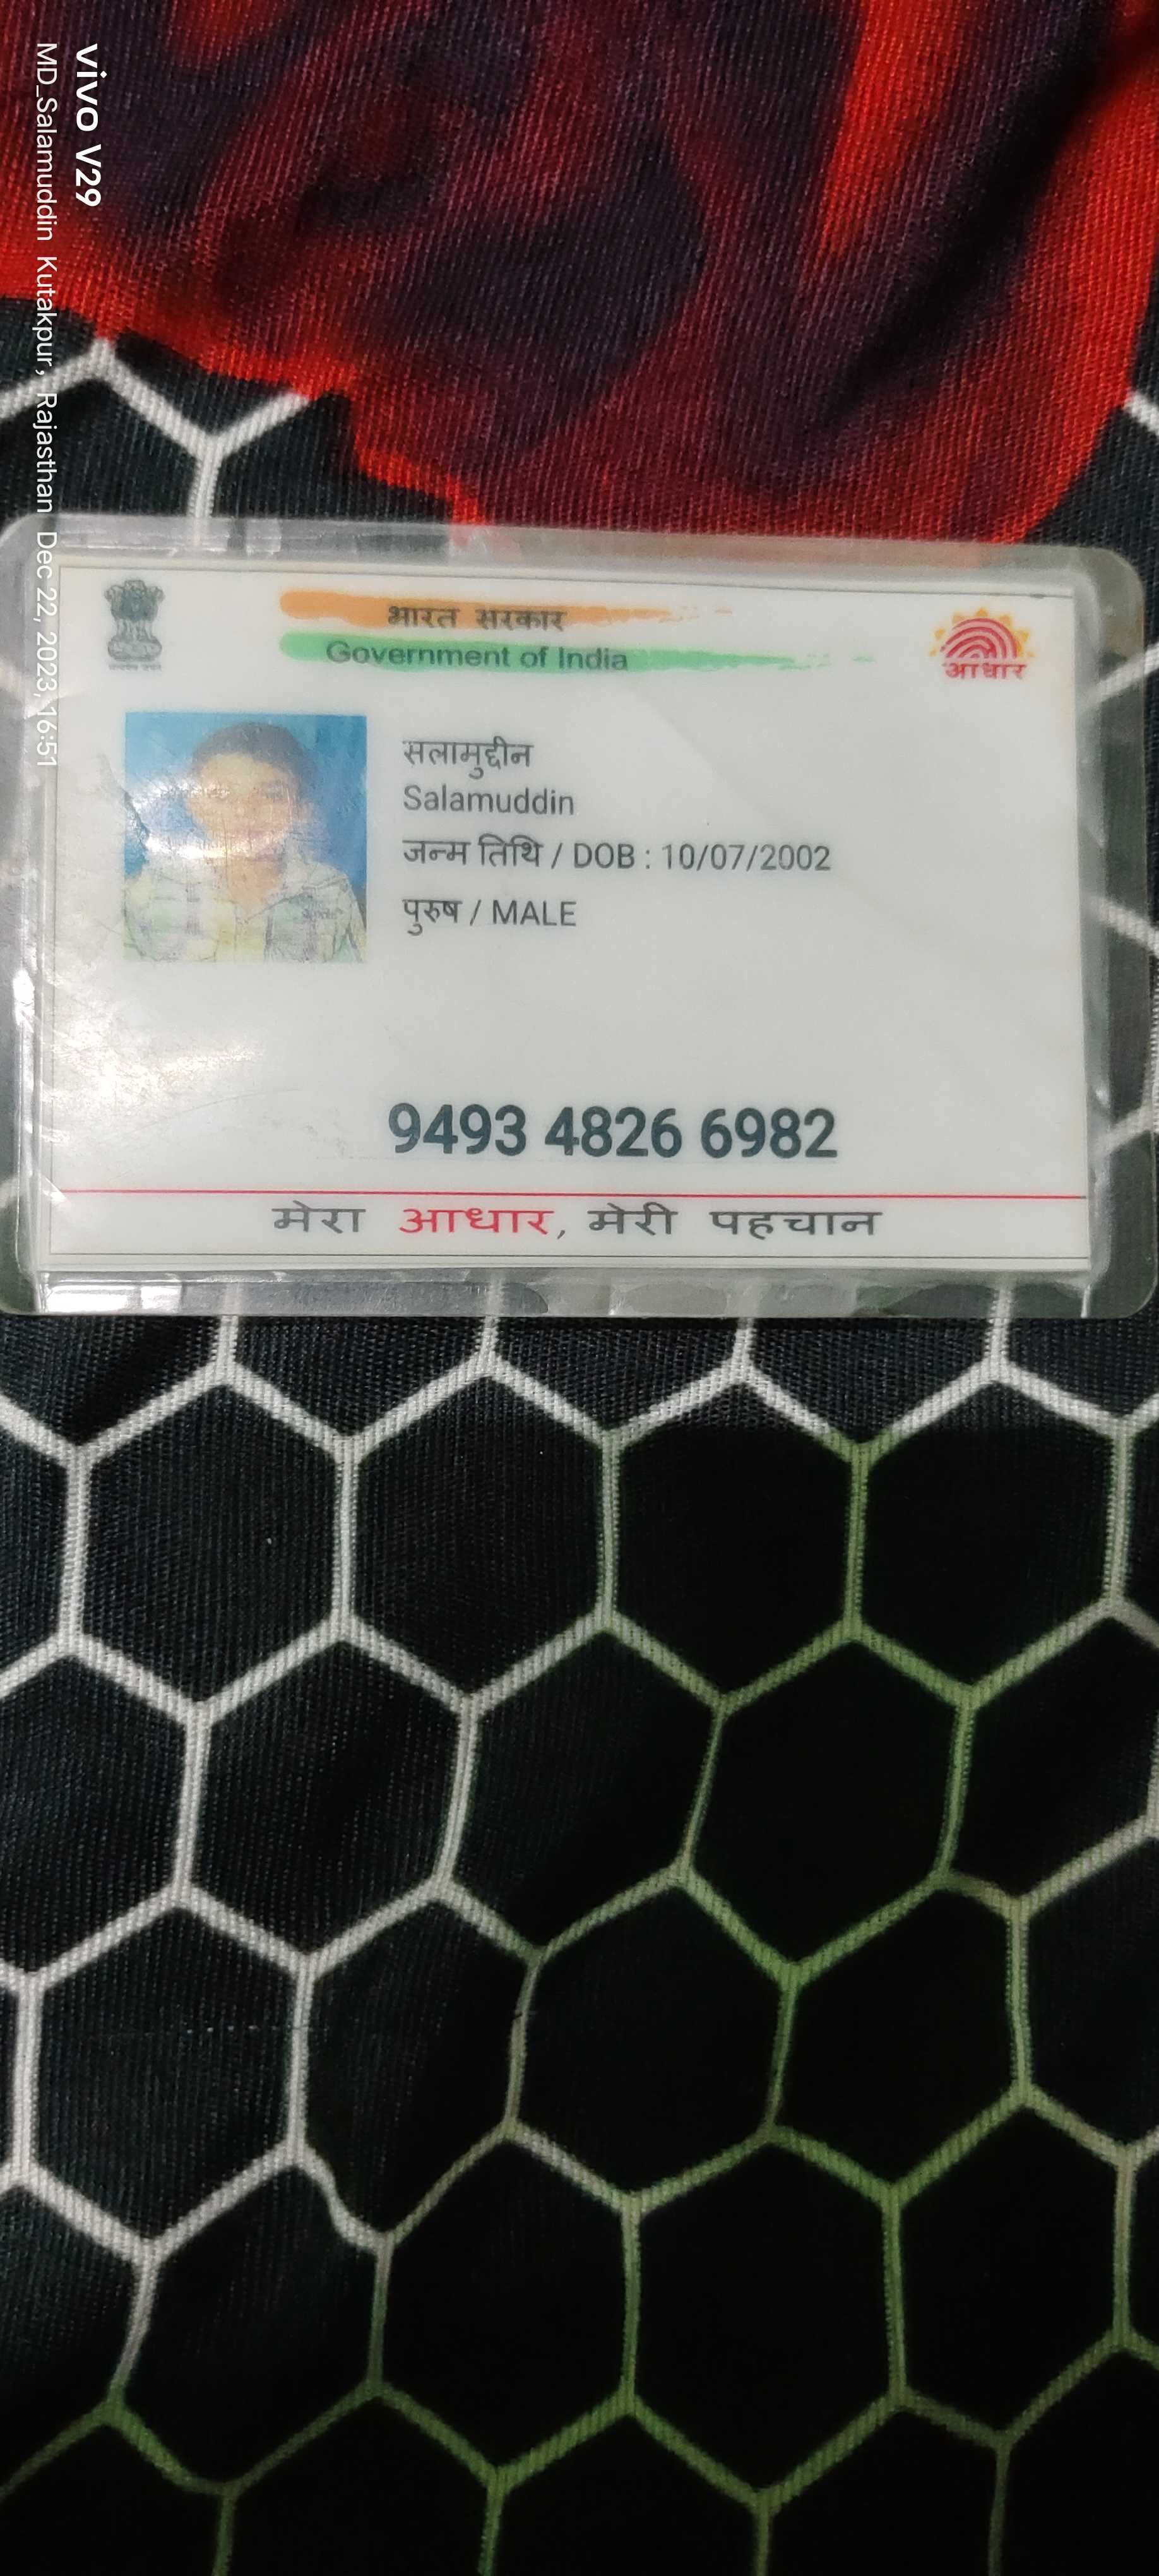 vivo V29
MD_Salamuddin Kutakpur, Rajasthan Dec 22, 2023, 16:51
भारत सरकार
Government of India
आधार
सलामुद्दीन
Salamuddin
जन्म तिथि / DOB : 10/07/2002
पुरुष / MALE
9493 4826 6982
मेरा आधार, मेरी पहचान